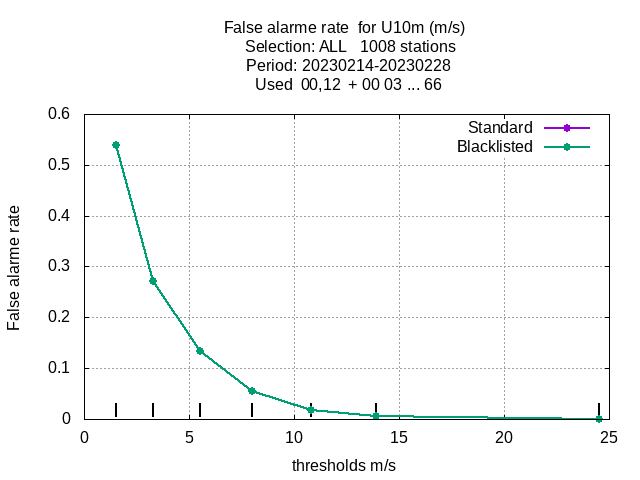 False alarme rate  for U10m (m/s)
Selection: ALL   1008 stations
Period: 20230214-20230228
Used  00,12  + 00 03 ... 66
Standard
Blacklisted
False alarme rate
0.6
0.5
0.4
0.3
0.2
0.1
0
0 5 10 15 20 25
thresholds m/s